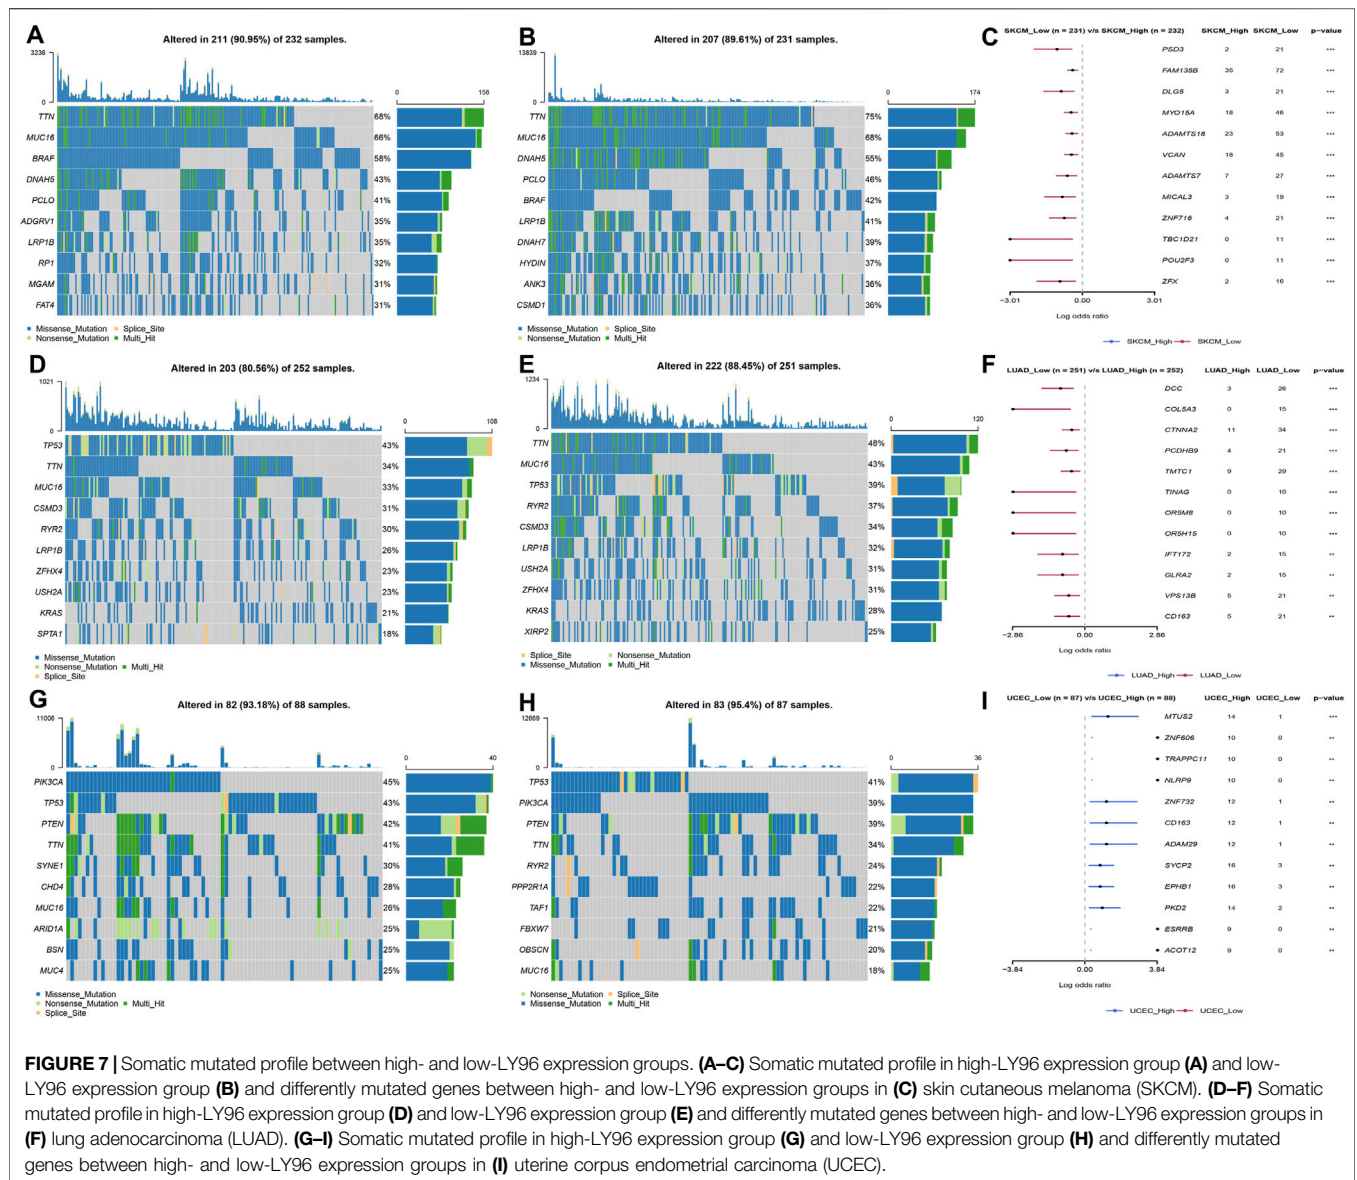 A
Altered in 211 (90.95%) of 232 samples.
3236
0
0 158
TTN 68%
MUC16 66%
BRAF 58%
DNAH5 43%
PCLO 41%
ADGRV1 35%
LRP1B 35%
RP1 32%
MGAM 31%
FAT4 31%
Missense_Mutation Splice_Site
Nonsense_Mutation Multi_Hit
B
Altered in 207 (89.61%) of 231 samples.
13839
0
0 174
TTN 75%
MUC16 68%
DNAH5 55%
PCLO 46%
BRAF 42%
LRP1B 41%
DNAH7 39%
HYDIN 37%
ANK3 36%
CSMD1 36%
Missense_Mutation Splice_Site
Nonsense_Mutation Multi_Hit
C
SKCM_Low (n = 231) v/s SKCM_High (n = 232) SKCM_High SKCM_Low p-value
PSD3 2 21 ***
FAM135B 35 72 ***
DLG5 3 21 ***
MYO15A 18 46 ***
ADAMTS18 23 53 ***
VCAN 18 45 ***
ADAMTS7 7 27 ***
MICAL3 3 19 ***
ZNF716 4 21 ***
TBC1D21 0 11 ***
POU2F3 0 11 ***
ZFX 2 16 ***
-3.01 0.00 3.01
Log odds ratio
SKCM_High SKCM_Low
D
Altered in 203 (80.56%) of 252 samples.
1021
0
0 108
TP53 43%
TTN 34%
MUC16 33%
CSMD3 31%
RYR2 30%
LRP1B 26%
ZFHX4 23%
USH2A 23%
KRAS 21%
SPTA1 18%
Missense_Mutation
Nonsense_Mutation Multi_Hit
Splice_Site
E
Altered in 222 (88.45%) of 251 samples.
1234
0
0 120
TTN 48%
MUC16 43%
TP53 39%
RYR2 37%
CSMD3 34%
LRP1B 32%
USH2A 31%
ZFHX4 31%
KRAS 28%
XIRP2 25%
Splice_Site Nonsense_Mutation
Missense_Mutation Multi_Hit
F
LUAD_Low (n = 251) v/s LUAD_High (n = 252) LUAD_High LUAD_Low p-value
DCC 3 26 ***
COL5A3 0 15 ***
CTNNA2 11 34 ***
PCDHB9 4 21 ***
TMTC1 9 29 ***
TINAG 0 10 ***
OR5M8 0 10 ***
OR5H15 0 10 ***
IFT172 2 15 **
GLRA2 2 15 **
VPS13B 5 21 **
CD163 5 21 **
-2.86 0.00 2.86
Log odds ratio
LUAD_High LUAD_Low
G
Altered in 82 (93.18%) of 88 samples.
11006
0
0 40
PIK3CA 45%
TP53 43%
PTEN 42%
TTN 41%
SYNE1 30%
CHD4 28%
MUC16 26%
ARID1A 25%
BSN 25%
MUC4 25%
Missense_Mutation
Nonsense_Mutation Multi_Hit
Splice_Site
H
Altered in 83 (95.4%) of 87 samples.
12669
0
0 36
TP53 41%
PIK3CA 39%
PTEN 39%
TTN 34%
RYR2 24%
PPP2R1A 22%
TAF1 22%
FBXW7 21%
OBSCN 20%
MUC16 18%
Nonsense_Mutation Splice_Site
Missense_Mutation Multi_Hit
I
UCEC_Low (n = 87) v/s UCEC_High (n = 88) UCEC_High UCEC_Low p-value
MTUS2 14 1 ***
ZNF606 10 0 **
TRAPPC11 10 0 **
NLRP9 10 0 **
ZNF732 12 1 **
CD163 12 1 **
ADAM29 12 1 **
SYCP2 16 3 **
EPHB1 16 3 **
PKD2 14 2 **
ESRRB 9 0 **
ACOT12 9 0 **
-3.84 0.00 3.84
Log odds ratio
UCEC_High UCEC_Low
FIGURE 7 | Somatic mutated profile between high- and low-LY96 expression groups. (A–C) Somatic mutated profile in high-LY96 expression group (A) and low-
LY96 expression group (B) and differently mutated genes between high- and low-LY96 expression groups in (C) skin cutaneous melanoma (SKCM). (D–F) Somatic
mutated profile in high-LY96 expression group (D) and low-LY96 expression group (E) and differently mutated genes between high- and low-LY96 expression groups in
(F) lung adenocarcinoma (LUAD). (G–I) Somatic mutated profile in high-LY96 expression group (G) and low-LY96 expression group (H) and differently mutated
genes between high- and low-LY96 expression groups in (I) uterine corpus endometrial carcinoma (UCEC).